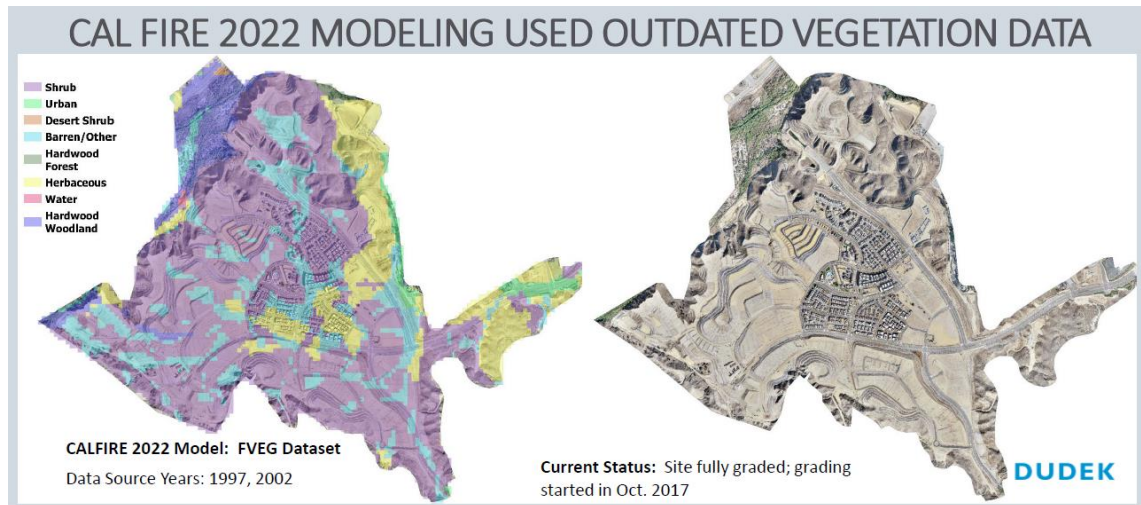 CAL FIRE 2022 MODELING USED OUTDATED VEGETATION DATA
Shrub
Urban
Desert Shrub
Barren/Other
Hardwood
Forest
Herbaceous
Water
Hardwood
Woodland
CALFIRE 2022 Model: FVEG Dataset
Data Source Years: 1997, 2002
Current Status: Site fully graded; grading
started in Oct. 2017
DUDEK